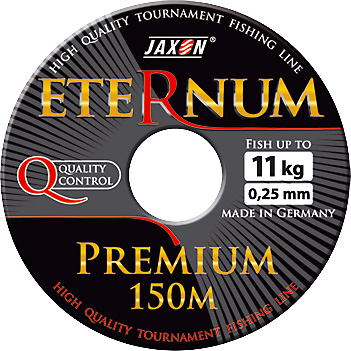 HIGH QUALITY TOURNAMENT FISHING LINE
JAXON®
ETERNUM
FISH UP TO
11 kg
0,25 mm
MADE IN GERMANY
QUALITY
CONTROL
PREMIUM
150M
HIGH QUALITY TOURNAMENT FISHING LINE